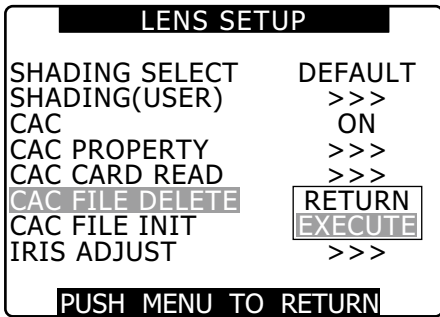 LENS SETUP
SHADING SELECT DEFAULT
SHADING(USER) >>>
CAC ON
CAC PROPERTY >>>
CAC CARD READ >>>
CAC FILE DELETE RETURN
CAC FILE INIT EXECUTE
IRIS ADJUST >>>
PUSH MENU TO RETURN